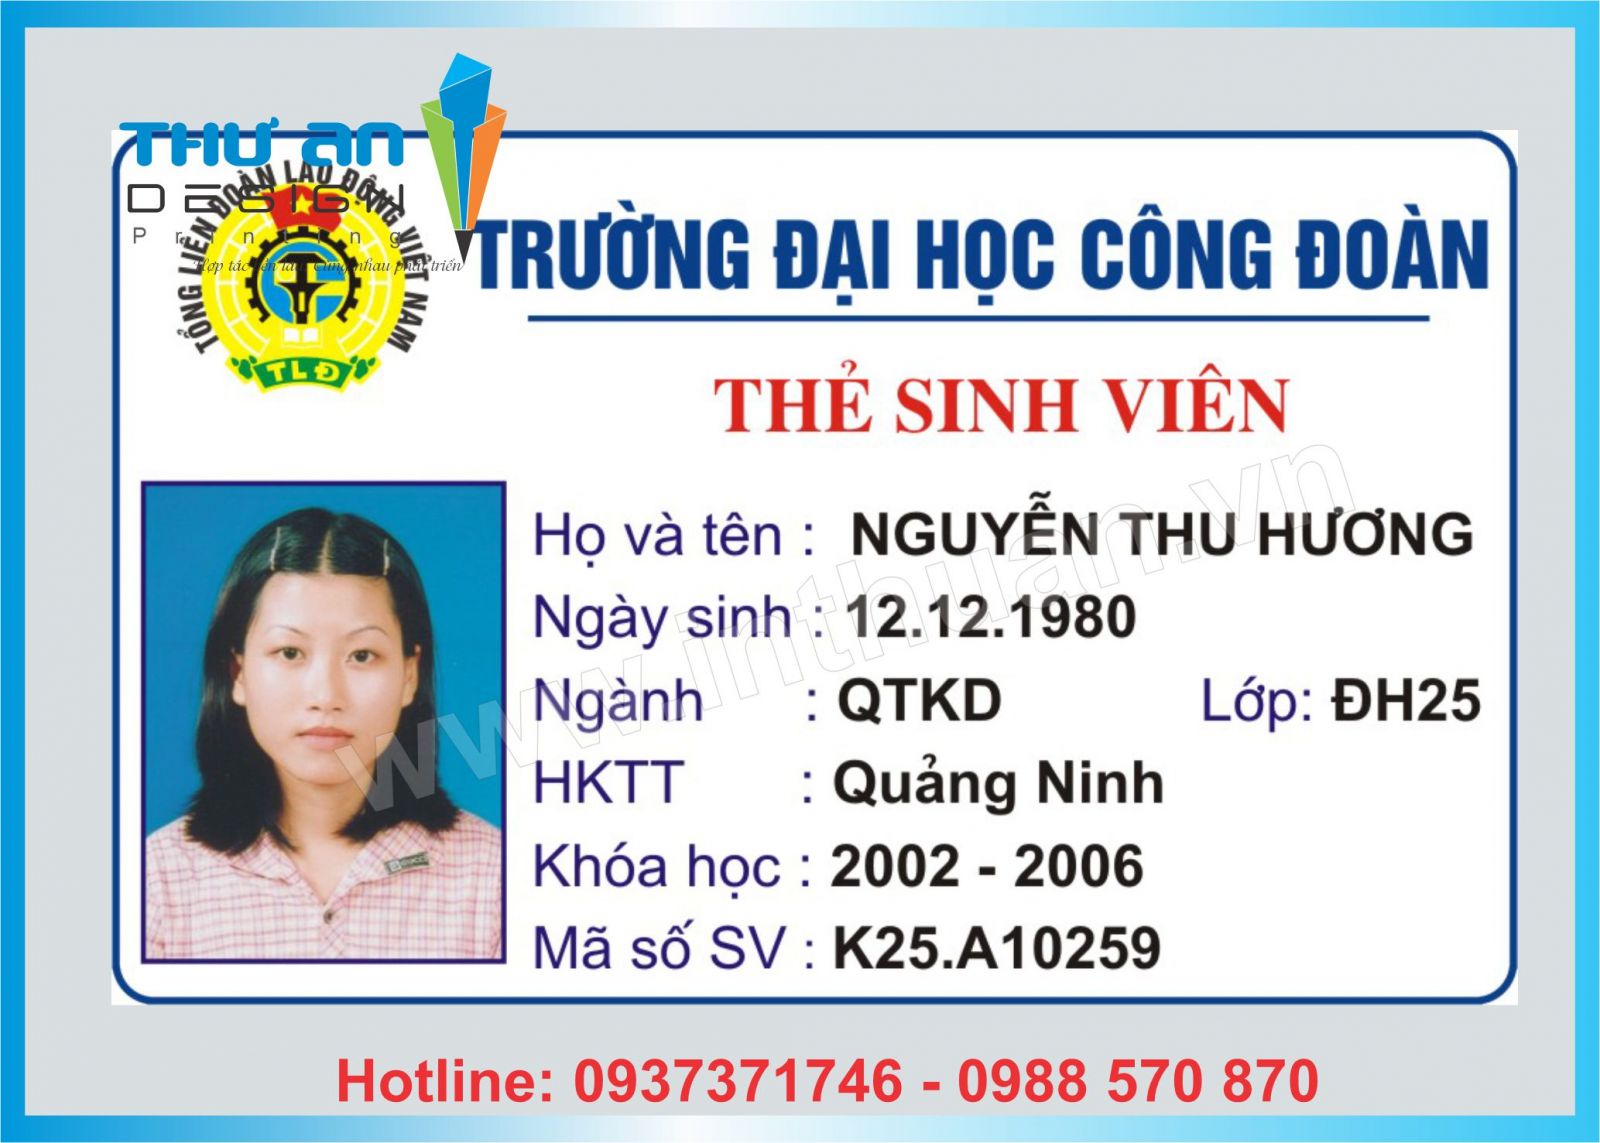 THƯ AN
DESIGN
Printing
Hợp tác bền lâu, Cùng nhau phát triển
TỔNG LIÊN ĐOÀN LAO ĐỘNG VIỆT NAM
TLĐ
TRƯỜNG ĐẠI HỌC CÔNG ĐOÀN
THẺ SINH VIÊN
Họ và tên : NGUYỄN THU HƯƠNG
Ngày sinh : 12.12.1980
Ngành : QTKD Lớp: ĐH25
HKTT : Quảng Ninh
Khóa học : 2002 - 2006
Mã số SV : K25.A10259
www.inthuan.vn
Hotline: 0937371746 - 0988 570 870